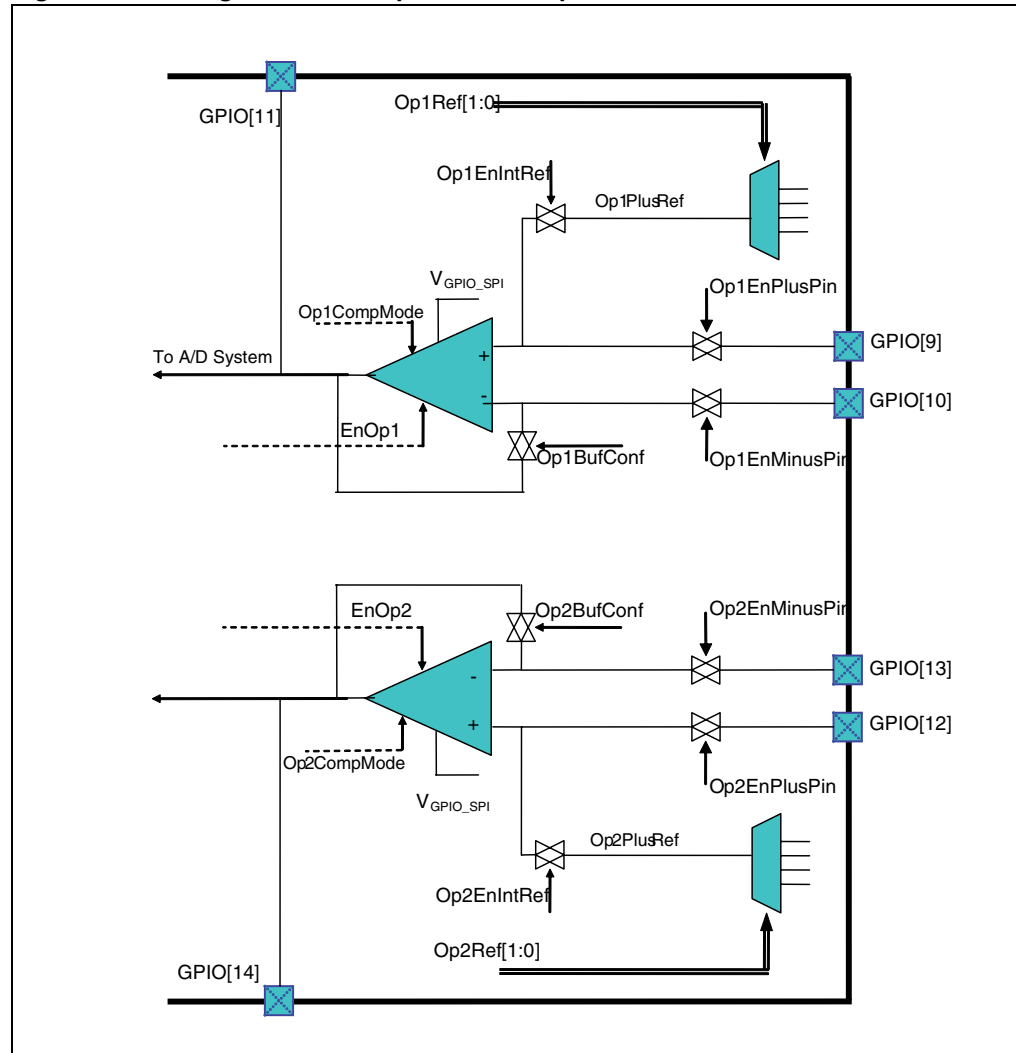 Op1Ref[1:0]
GPIO[11]
Op1EnIntRef
Op1PlusRef
VGPIO_SPI
Op1EnPlusPin
Op1CompMode
To A/D System
+
GPIO[9]
-
GPIO[10]
EnOp1
Op1BufConf
Op1EnMinusPin
EnOp2
Op2BufConf
Op2EnMinusPin
-
GPIO[13]
+
GPIO[12]
Op2CompMode
Op2EnPlusPin
VGPIO_SPI
Op2PlusRef
Op2EnIntRef
Op2Ref[1:0]
GPIO[14]